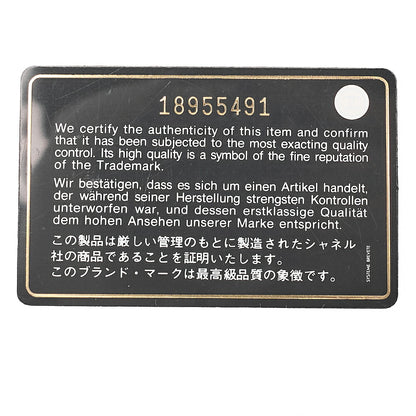 18955491
We certify the authenticity of this item and confirm
that it has been subjected to the most exacting quality
control. Its high quality is a symbol of the fine reputation
of the Trademark.
Wir bestätigen, dass es sich um einen Artikel handelt,
der während seiner Herstellung strengsten Kontrollen
unterworfen war, und dessen erstklassige Qualität
dem hohen Ansehen unserer Marke entspricht.
この製品は厳しい管理のもとに製造されたシャネル
社の商品であることを証明いたします。
このブランド・マークは最高級品質の象徴です。
SYSTEME BREVETE